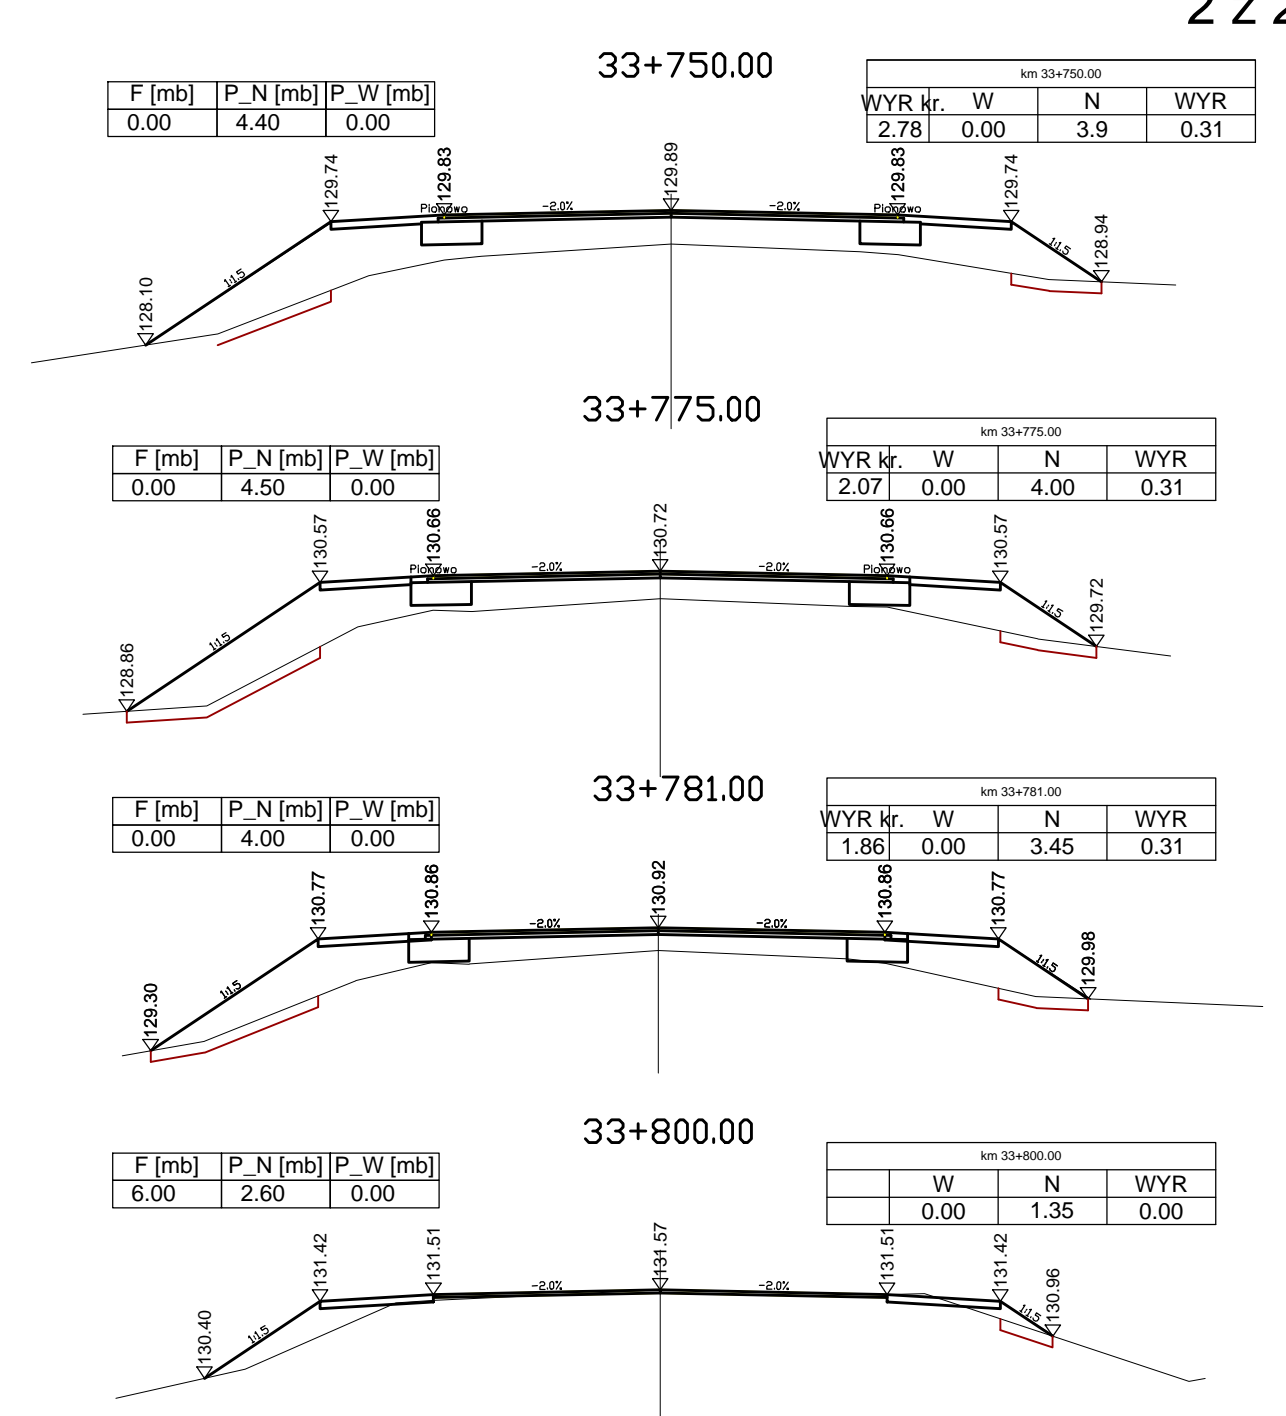 33+750.00
F [mb] P_N [mb] P_W [mb]
0.00 4.40 0.00
km 33+750.00
WYR kr. W N WYR
2.78 0.00 3.9 0.31
128.10 129.74 129.83 129.89 129.83 129.74 128.94
1:1.5 Pionowo -2.0% -2.0% Pionowo 1:1.5
33+775.00
F [mb] P_N [mb] P_W [mb]
0.00 4.50 0.00
km 33+775.00
WYR kr. W N WYR
2.07 0.00 4.00 0.31
128.86 130.57 130.66 130.72 130.66 130.57 129.72
1:1.5 Pionowo -2.0% -2.0% Pionowo 1:1.5
33+781.00
F [mb] P_N [mb] P_W [mb]
0.00 4.00 0.00
km 33+781.00
WYR kr. W N WYR
1.86 0.00 3.45 0.31
129.30 130.77 130.86 130.92 130.86 130.77 129.98
1:1.5 -2.0% -2.0% 1:1.5
33+800.00
F [mb] P_N [mb] P_W [mb]
6.00 2.60 0.00
km 33+800.00
W N WYR
0.00 1.35 0.00
130.40 131.42 131.51 131.57 131.51 131.42 130.96
1:1.5 -2.0% -2.0% 1:1.5